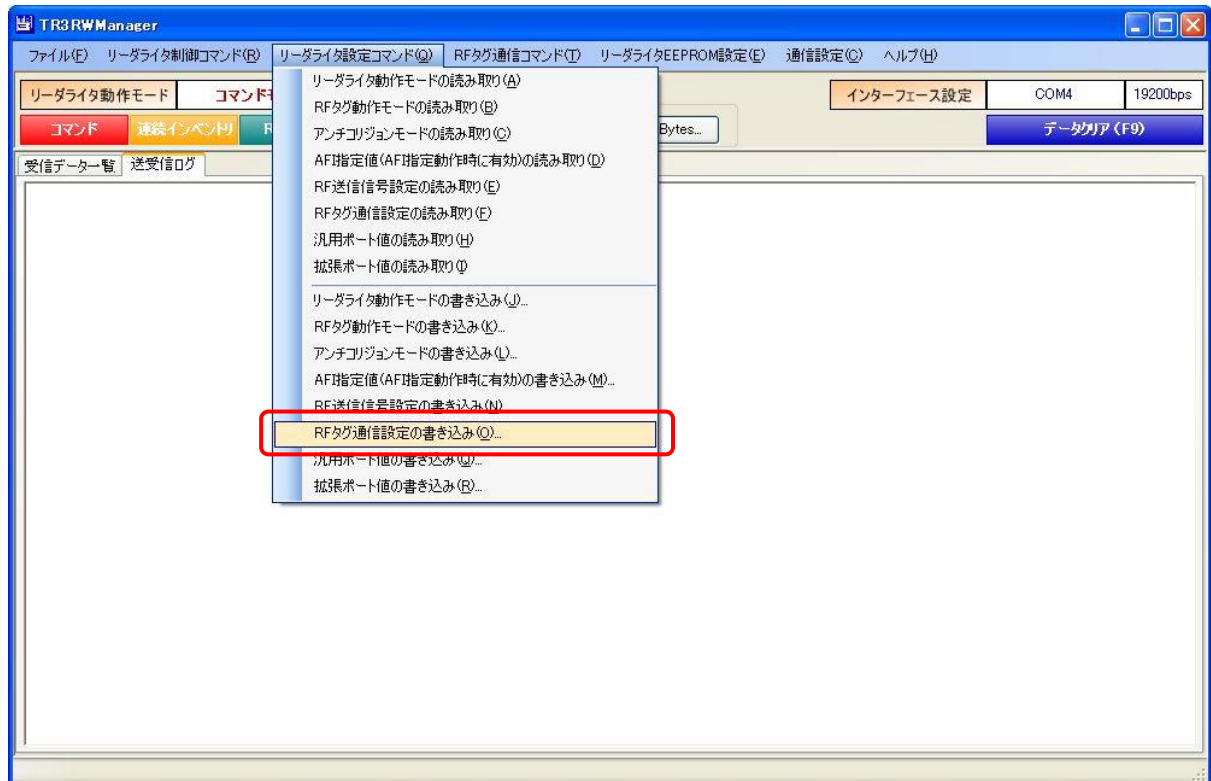 TR3RWManager
ファイル(F) リーダライタ制御コマンド(R) リーダライタ設定コマンド(Q) RFタグ通信コマンド(T) リーダライタEEPROM設定(E) 通信設定(C) ヘルプ(H)
リーダライタ動作モード コマンド インターフェース設定 COM4 19200bps
コマンド 連続インベントリ R Bytes... データクリア (F9)
受信データ一覧 送受信ログ
リーダライタ動作モードの読み取り(A)
RFタグ動作モードの読み取り(B)
アンチコリジョンモードの読み取り(C)
AFI指定値(AFI指定動作時に有効)の読み取り(D)
RF送信信号設定の読み取り(E)
RFタグ通信設定の読み取り(F)
汎用ポート値の読み取り(H)
拡張ポート値の読み取り(I)
リーダライタ動作モードの書き込み(J)...
RFタグ動作モードの書き込み(K)...
アンチコリジョンモードの書き込み(L)...
AFI指定値(AFI指定動作時に有効)の書き込み(M)...
RF送信信号設定の書き込み(N)
RFタグ通信設定の書き込み(O)...
汎用ポート値の書き込み(Q)...
拡張ポート値の書き込み(R)...